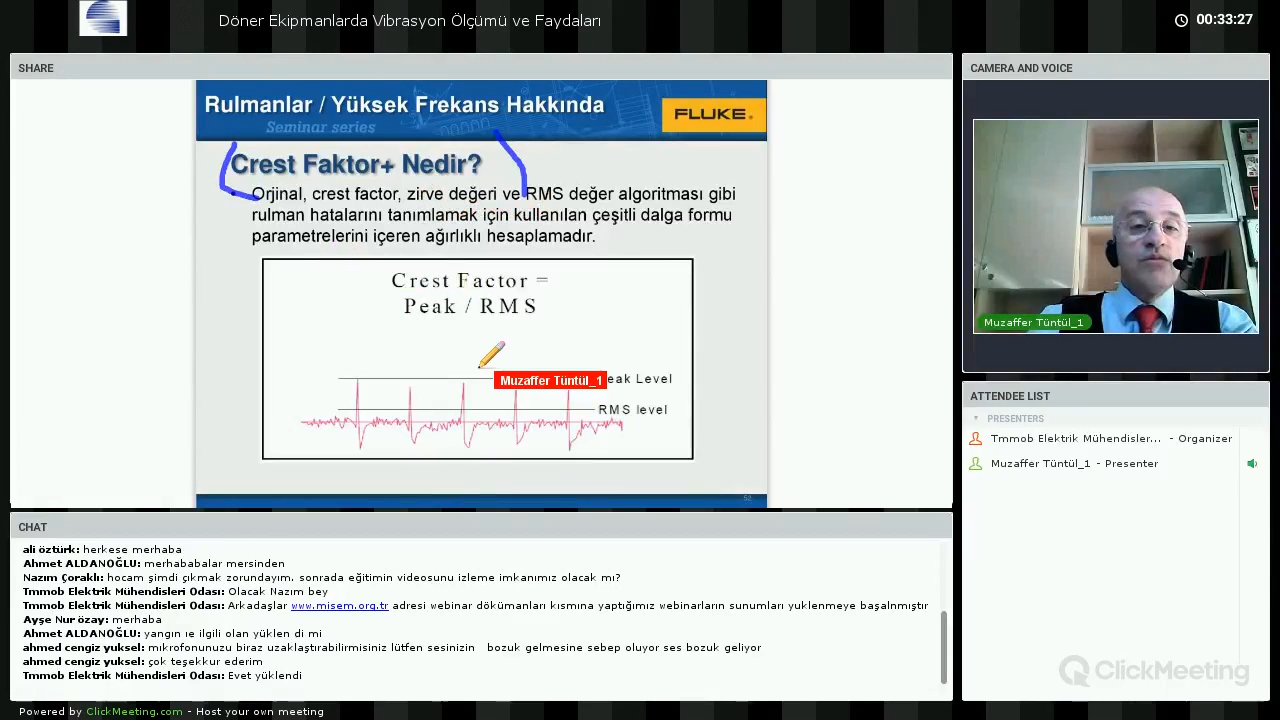 Döner Ekipmanlarda Vibrasyon Ölçümü ve Faydaları
00:33:27
SHARE
Rulmanlar / Yüksek Frekans Hakkında
Seminar series
FLUKE®
Crest Faktor+ Nedir?
• Orjinal, crest factor, zirve değeri ve RMS değer algoritması gibi
rulman hatalarını tanımlamak için kullanılan çeşitli dalga formu
parametrelerini içeren ağırlıklı hesaplamadır.
Crest Factor =
Peak / RMS
Muzaffer Tüntül_1
eak Level
RMS level
52
CAMERA AND VOICE
Muzaffer Tüntül_1
ATTENDEE LIST
PRESENTERS
Tmmob Elektrik Mühendisler... - Organizer
Muzaffer Tüntül_1 - Presenter
CHAT
ali öztürk: herkese merhaba
Ahmet ALDANOĞLU: merhababalar mersinden
Nazım Çoraklı: hocam şimdi çıkmak zorundayım. sonrada eğitimin videosunu izleme imkanımız olacak mı?
Tmmob Elektrik Mühendisleri Odası: Olacak Nazım bey
Tmmob Elektrik Mühendisleri Odası: Arkadaşlar www.misem.org.tr adresi webinar dökümanları kısmına yaptığımız webinarların sunumları yuklenmeye başalnmıştır
Ayşe Nur özay: merhaba
Ahmet ALDANOĞLU: yangın ıe ilgili olan yüklen di mi
ahmed cengiz yuksel: mikrofonunuzu biraz uzaklaştırabilirmisiniz lütfen sesinizin bozuk gelmesine sebep oluyor ses bozuk geliyor
ahmed cengiz yuksel: çok teşekkur ederim
Tmmob Elektrik Mühendisleri Odası: Evet yüklendi
ClickMeeting
Powered by ClickMeeting.com - Host your own meeting